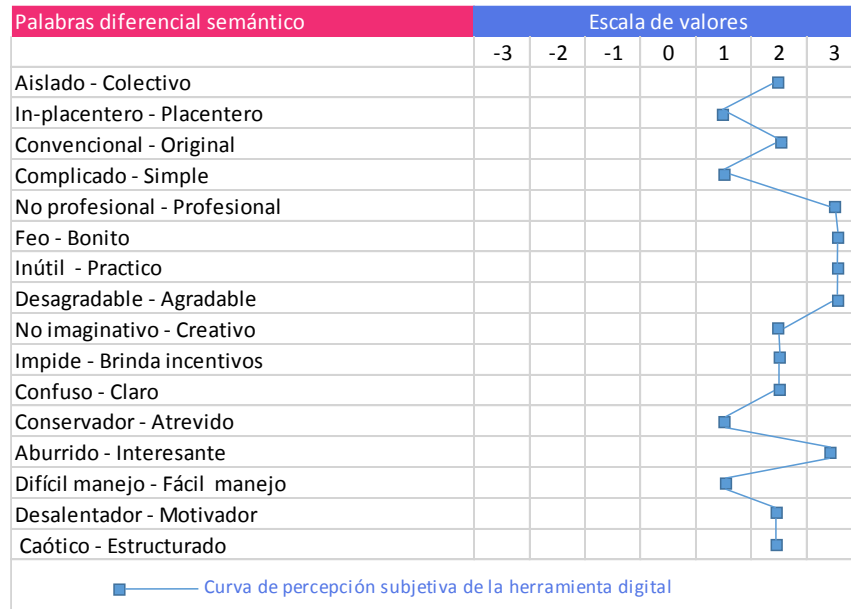 Palabras diferencial semántico Escala de valores
-3 -2 -1 0 1 2 3
Aislado - Colectivo
In-placentero - Placentero
Convencional - Original
Complicado - Simple
No profesional - Profesional
Feo - Bonito
Inútil - Practico
Desagradable - Agradable
No imaginativo - Creativo
Impide - Brinda incentivos
Confuso - Claro
Conservador - Atrevido
Aburrido - Interesante
Difícil manejo - Fácil manejo
Desalentador - Motivador
Caótico - Estructurado
Curva de percepción subjetiva de la herramienta digital